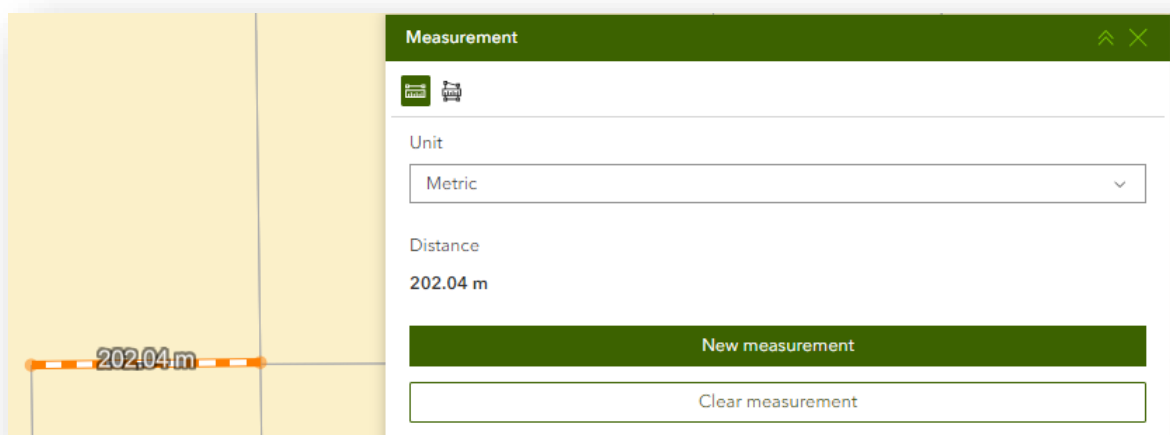 Measurement
Unit
Metric
Distance
202.04 m
202.04 m
New measurement
Clear measurement